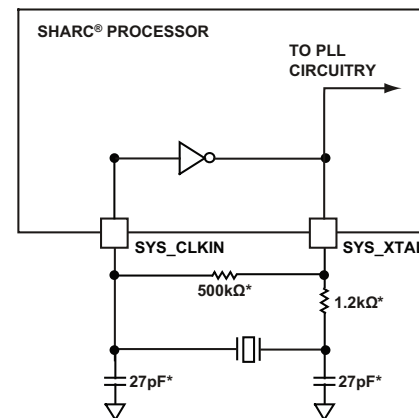 SHARC® PROCESSOR
TO PLL
CIRCUITRY
SYS_CLKIN
SYS_XTAL
500kΩ*
1.2kΩ*
27pF*
27pF*